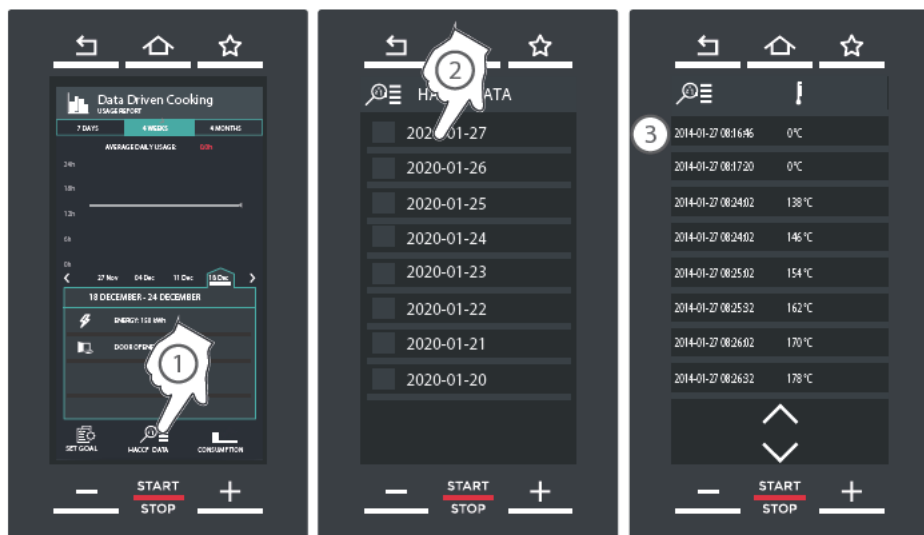 Data Driven Cooking
USAGE REPORT
7 DAYS 4 WEEKS 4 MONTHS
AVERAGE DAILY USAGE: 0.0h
24h
18h
12h
6h
0h
27 Nov 04 Dec 11 Dec 18 Dec
18 DECEMBER - 24 DECEMBER
ENERGY: 158 kWh
DOOR OPEN
1
SET GOAL HACCP DATA CONSUMPTION
START
STOP
2
DATA
2020-01-27
2020-01-26
2020-01-25
2020-01-24
2020-01-23
2020-01-22
2020-01-21
2020-01-20
START
STOP
3
2014-01-27 08:16:46 0°C
2014-01-27 08:17:20 0°C
2014-01-27 08:24:02 138 °C
2014-01-27 08:24:02 146 °C
2014-01-27 08:25:02 154 °C
2014-01-27 08:25:32 162 °C
2014-01-27 08:26:02 170 °C
2014-01-27 08:26:32 178 °C
START
STOP